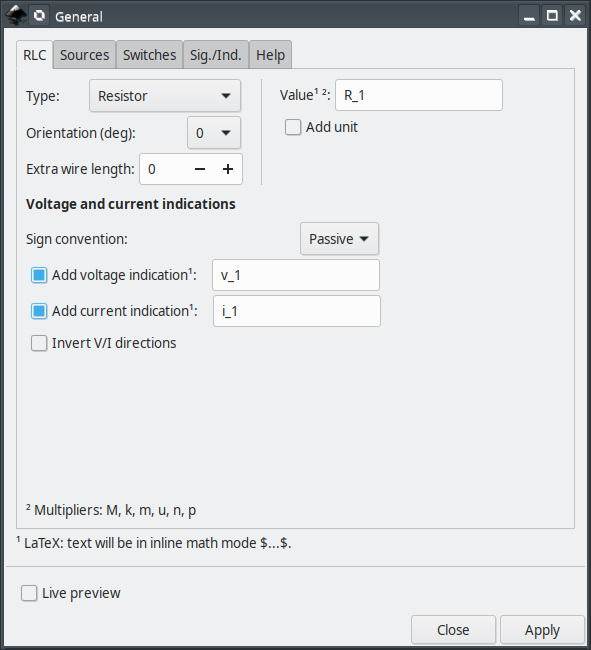 General
RLC Sources Switches Sig./Ind. Help
Type: Resistor
Value¹ ²: R_1
Orientation (deg): 0
Add unit
Extra wire length: 0 − +
Voltage and current indications
Sign convention: Passive
Add voltage indication¹: v_1
Add current indication¹: i_1
Invert V/I directions
² Multipliers: M, k, m, u, n, p
¹ LaTeX: text will be in inline math mode $...$.
Live preview
Close Apply